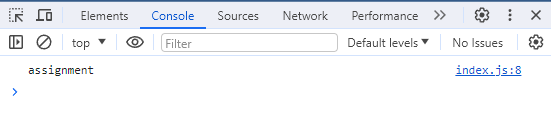 Elements Console Sources Network Performance
top Filter Default levels No Issues
assignment index.js:8